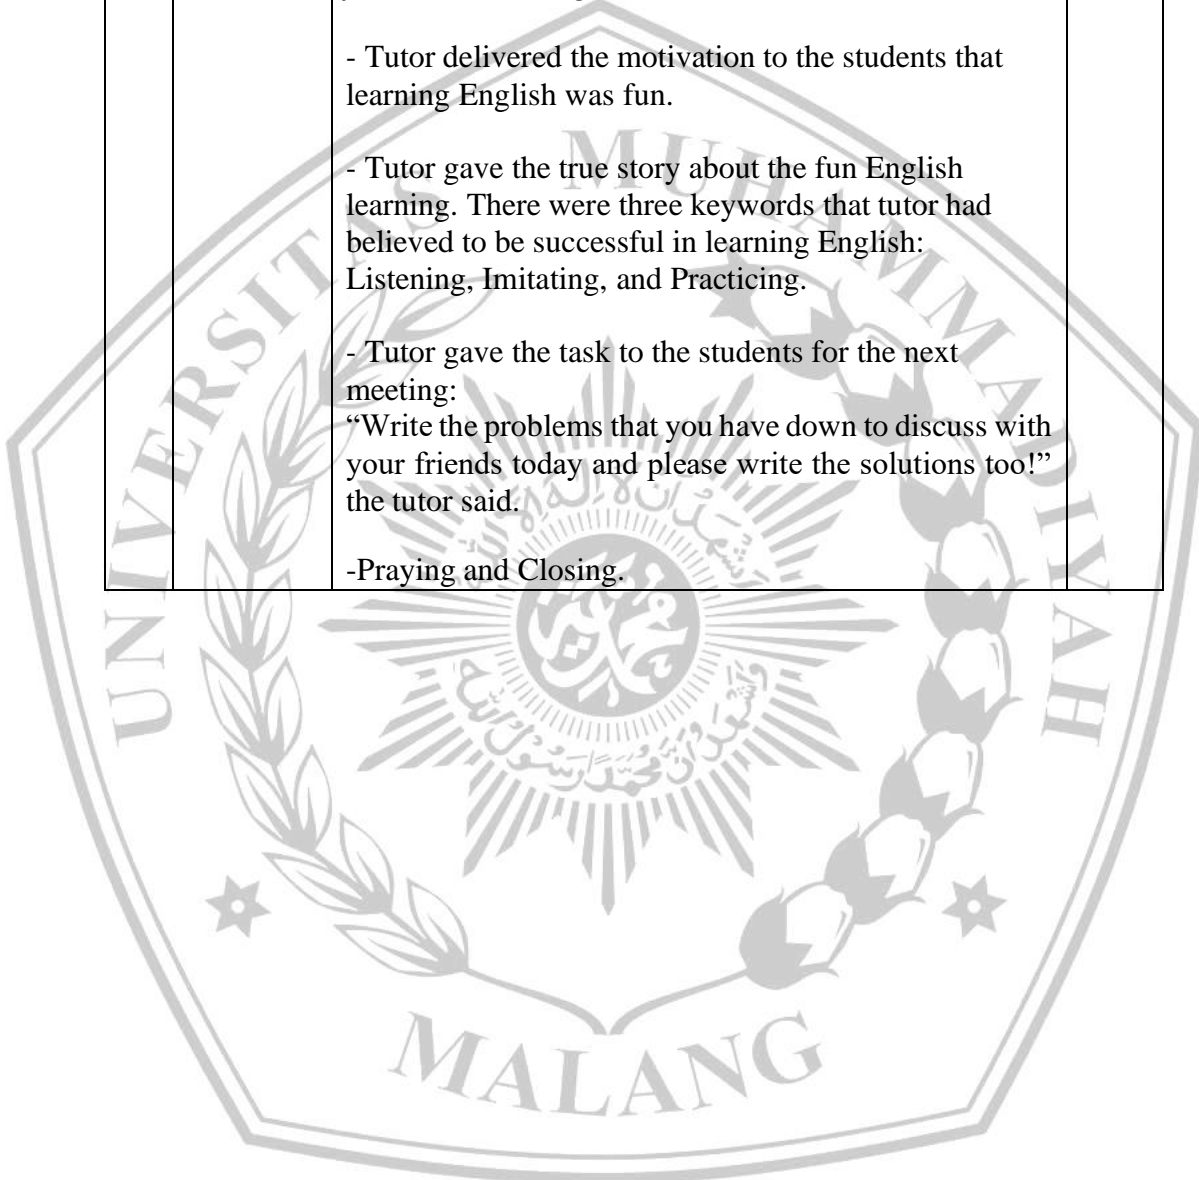 - Tutor delivered the motivation to the students that
learning English was fun.
- Tutor gave the true story about the fun English
learning. There were three keywords that tutor had
believed to be successful in learning English:
Listening, Imitating, and Practicing.
- Tutor gave the task to the students for the next
meeting:
“Write the problems that you have down to discuss with
your friends today and please write the solutions too!”
the tutor said.
-Praying and Closing.
UNIVERSITAS MUHAMMADIYAH
MALANG